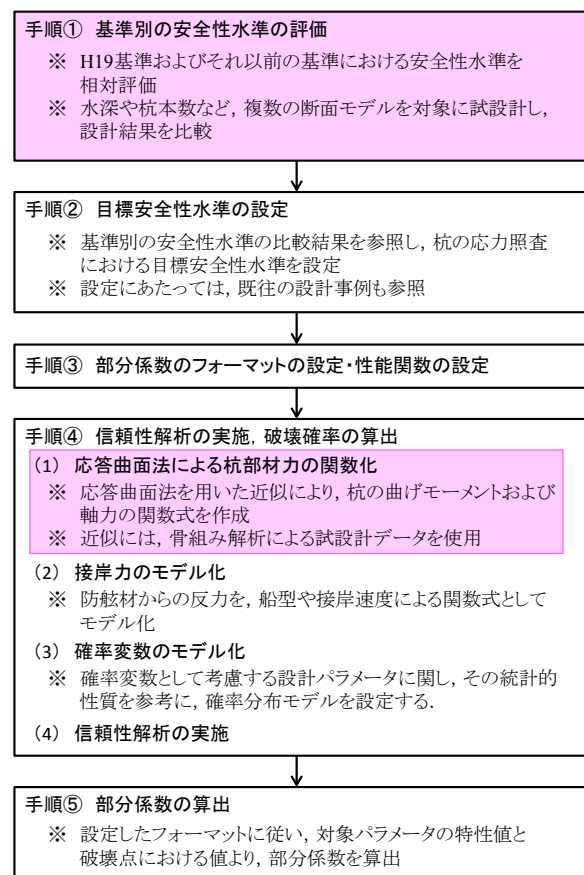 手順① 基準別の安全性水準の評価
※ H19基準およびそれ以前の基準における安全性水準を
相対評価
※ 水深や杭本数など，複数の断面モデルを対象に試設計し，
設計結果を比較
手順② 目標安全性水準の設定
※ 基準別の安全性水準の比較結果を参照し，杭の応力照査
における目標安全性水準を設定
※ 設定にあたっては，既往の設計事例も参照
手順③ 部分係数のフォーマットの設定・性能関数の設定
手順④ 信頼性解析の実施，破壊確率の算出
(1) 応答曲面法による杭部材力の関数化
※ 応答曲面法を用いた近似により，杭の曲げモーメントおよび
軸力の関数式を作成
※ 近似には，骨組み解析による試設計データを使用
(2) 接岸力のモデル化
※ 防舷材からの反力を，船型や接岸速度による関数式として
モデル化
(3) 確率変数のモデル化
※ 確率変数として考慮する設計パラメータに関し，その統計的
性質を参考に，確率分布モデルを設定する.
(4) 信頼性解析の実施
手順⑤ 部分係数の算出
※ 設定したフォーマットに従い，対象パラメータの特性値と
破壊点における値より，部分係数を算出